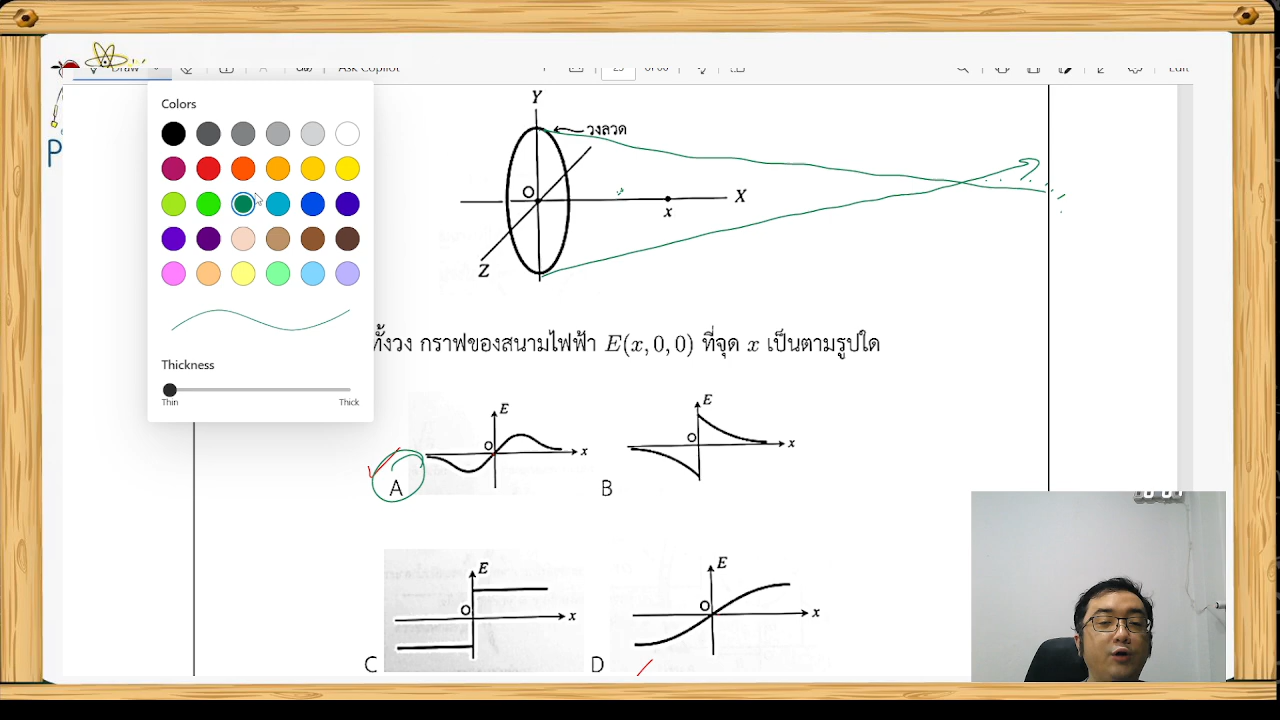 Draw
Ask Copilot
Edit
Colors
Thickness
Thin
Thick
P
Y
วงลวด
O
X
x
Z
ทั้งวง กราฟของสนามไฟฟ้า E(x, 0, 0) ที่จุด x เป็นตามรูปใด
E
O
x
A
E
O
x
B
E
O
x
C
E
O
x
D